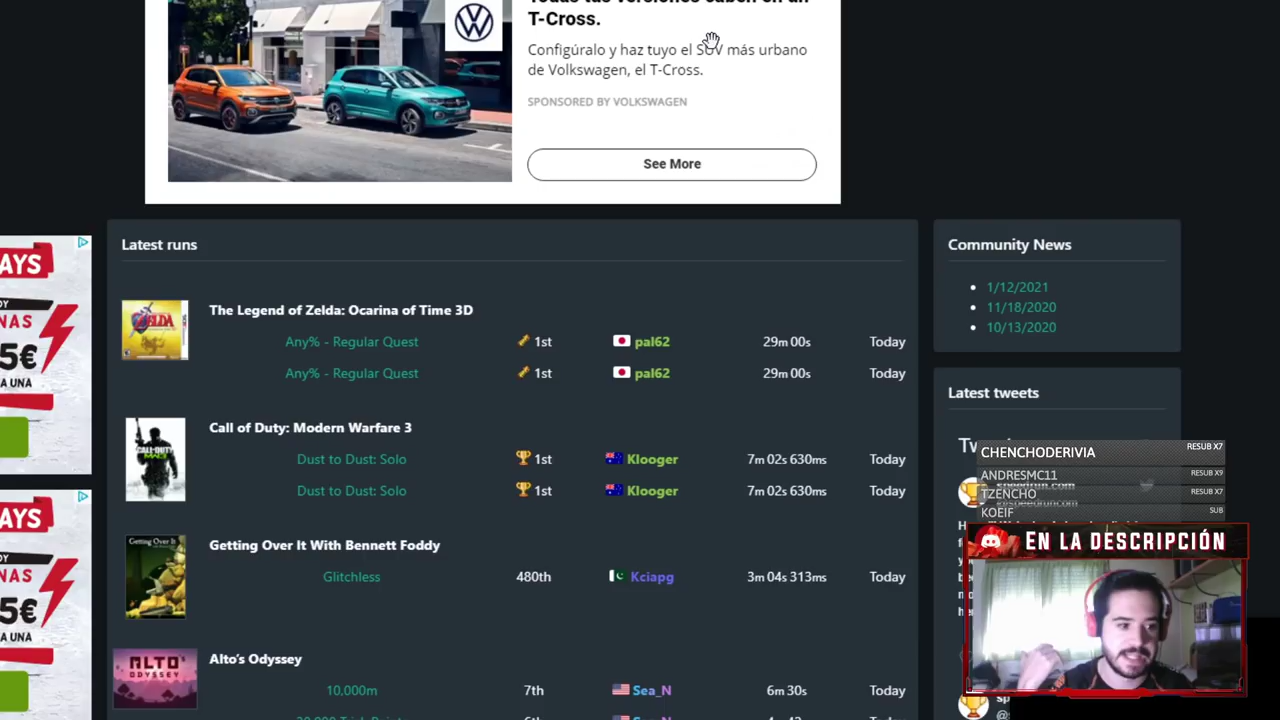 T-Cross.
Configúralo y haz tuyo el SUV más urbano
de Volkswagen, el T-Cross.
SPONSORED BY VOLKSWAGEN
See More
Latest runs
The Legend of Zelda: Ocarina of Time 3D
Any% - Regular Quest 1st pal62 29m 00s Today
Any% - Regular Quest 1st pal62 29m 00s Today
Call of Duty: Modern Warfare 3
Dust to Dust: Solo 1st Klooger 7m 02s 630ms Today
Dust to Dust: Solo 1st Klooger 7m 02s 630ms Today
Getting Over It With Bennett Foddy
Glitchless 480th Kciapg 3m 04s 313ms Today
ALTO'S
ODYSSEY
Alto's Odyssey
10,000m 7th Sea_N 6m 30s Today
Community News
1/12/2021
11/18/2020
10/13/2020
Latest tweets
CHENCHODERIVIA RESUB X7
ANDRESMC11 RESUB X9
TZENCHO RESUB X7
KOEIF SUB
EN LA DESCRIPCIÓN
AYS
5€
A UNA
AYS
5€
A UNA